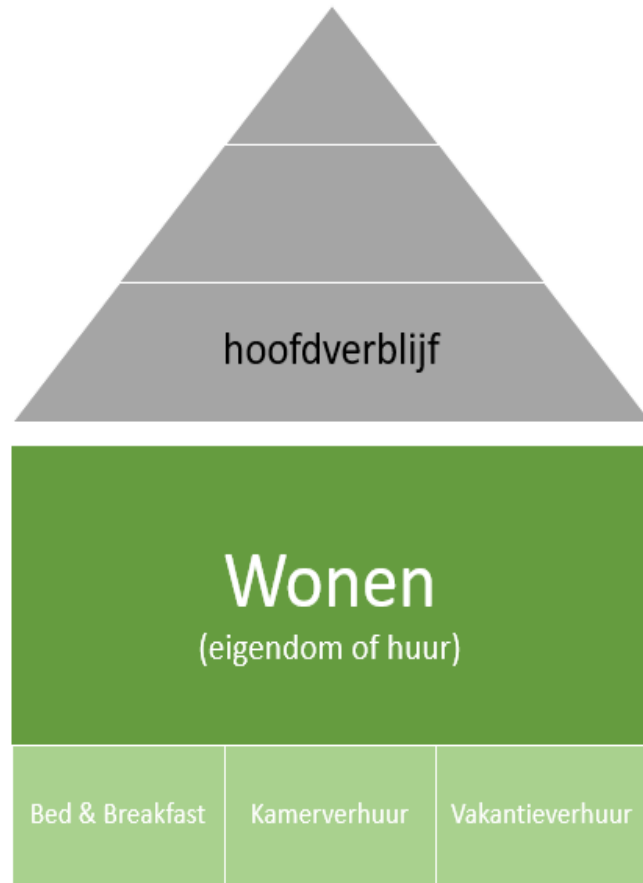 hoofdverblijf
Wonen
(eigendom of huur)
Bed & Breakfast
Kamerverhuur
Vakantieverhuur